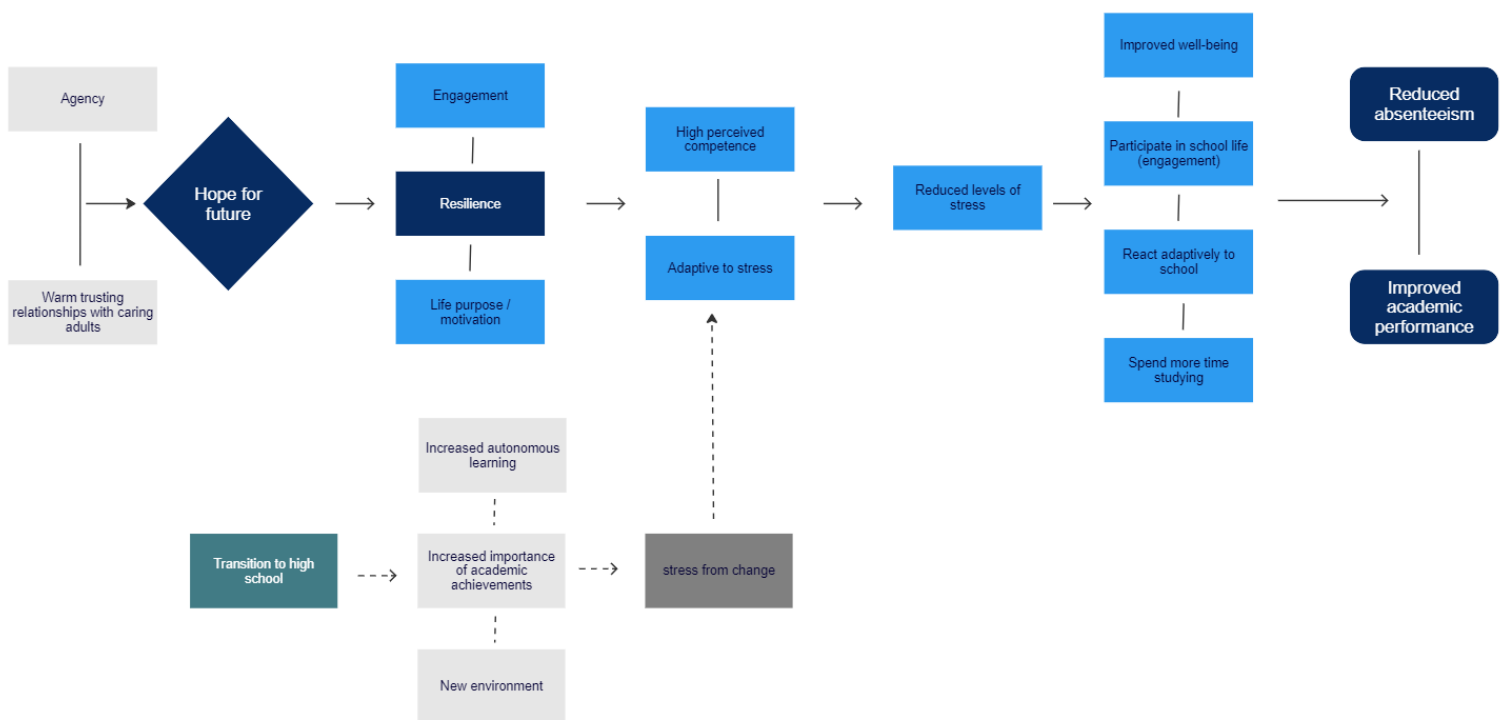 Agency
Warm trusting
relationships with caring
adults
Hope for
future
Engagement
Resilience
Life purpose /
motivation
High perceived
competence
Adaptive to stress
Reduced levels of
stress
Improved well-being
Participate in school life
(engagement)
React adaptively to
school
Spend more time
studying
Reduced
absenteeism
Improved
academic
performance
Transition to high
school
Increased autonomous
learning
Increased importance
of academic
achievements
New environment
stress from change